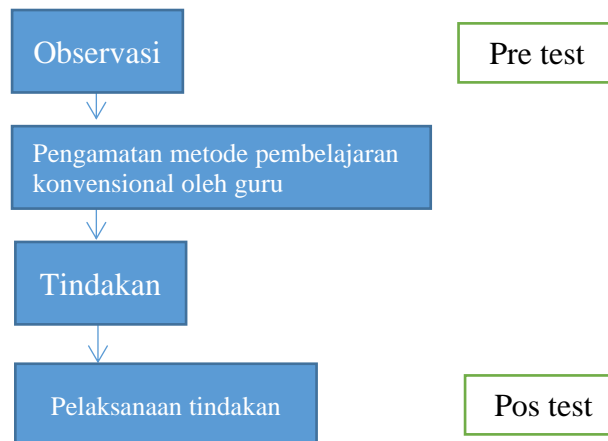 Observasi
Pre test
Pengamatan metode pembelajaran
konvensional oleh guru
Tindakan
Pelaksanaan tindakan
Pos test